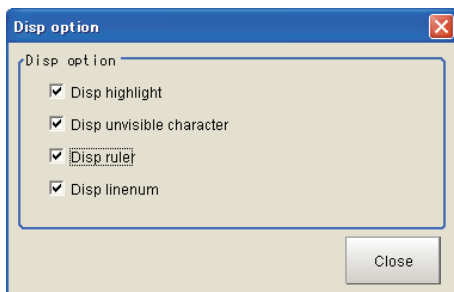 Disp option
Disp option
Disp highlight
Disp unvisible character
Disp ruler
Disp linenum
Close